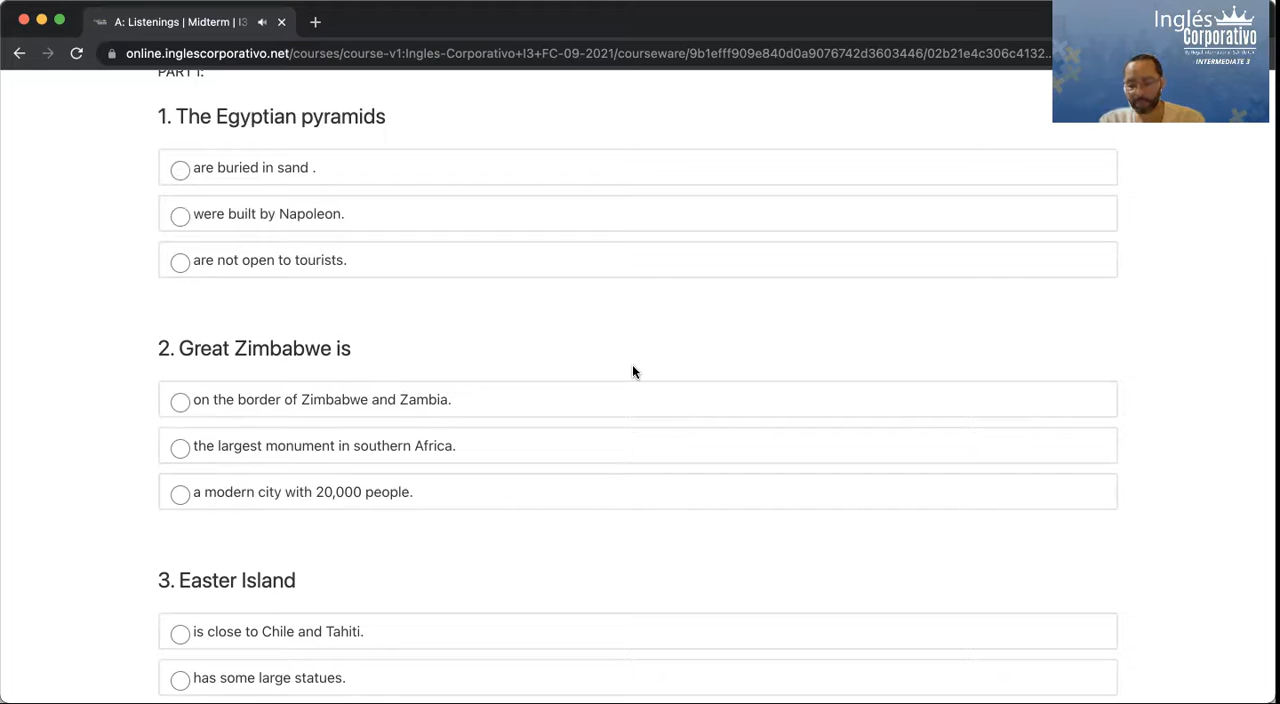 A: Listenings | Midterm | I3
online.inglescorporativo.net/courses/course-v1:Ingles-Corporativo+I3+FC-09-2021/courseware/9b1efff909e840d0a9076742d3603446/02b21e4c306c4132...
Inglés
Corporativo
INTERMEDIATE 3
PART 1:
1. The Egyptian pyramids
are buried in sand .
were built by Napoleon.
are not open to tourists.
2. Great Zimbabwe is
on the border of Zimbabwe and Zambia.
the largest monument in southern Africa.
a modern city with 20,000 people.
3. Easter Island
is close to Chile and Tahiti.
has some large statues.